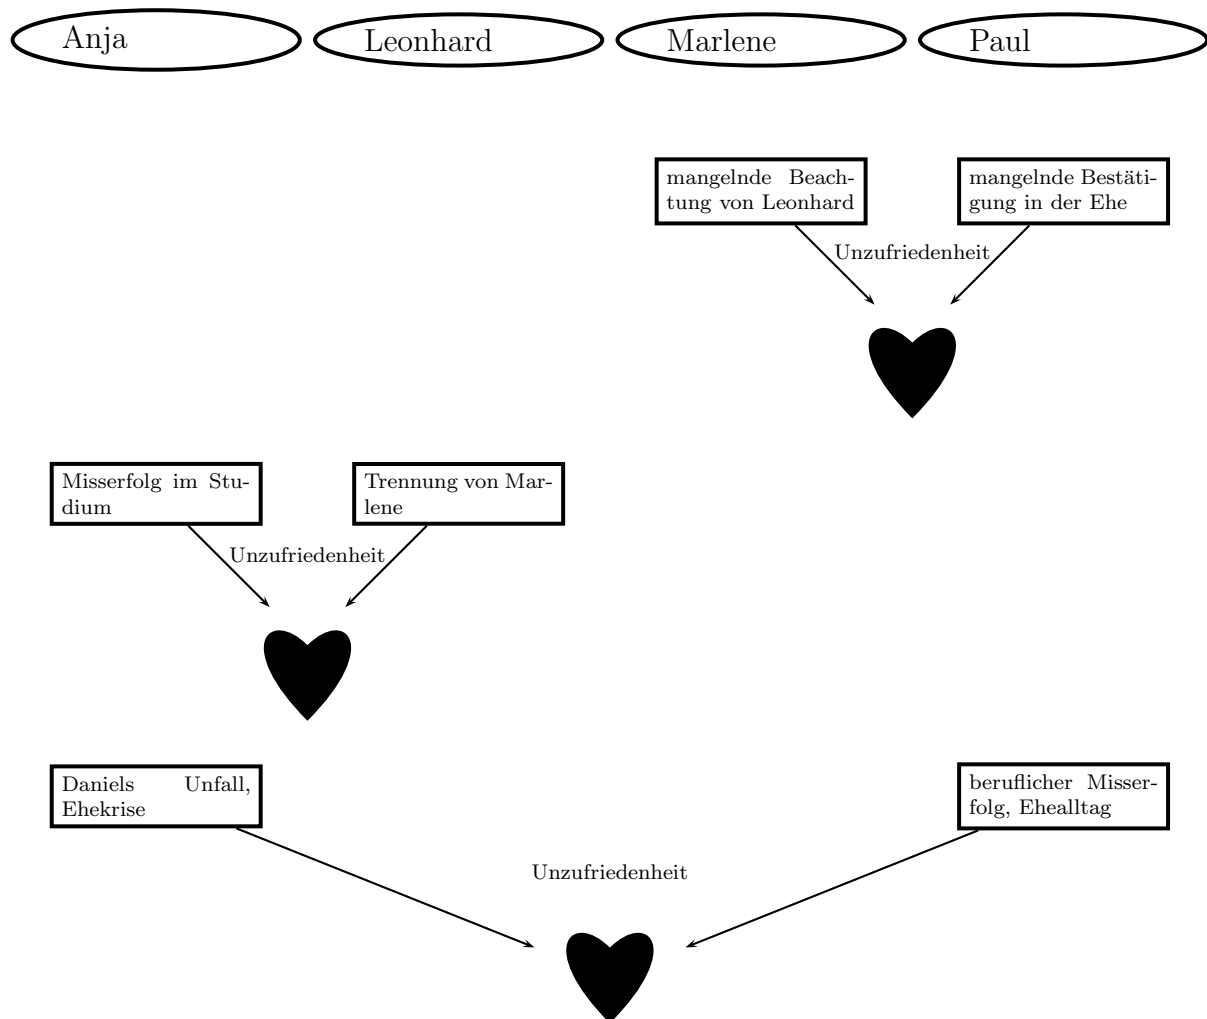 Anja
Leonhard
Marlene
Paul
mangelnde Beach-
tung von Leonhard
mangelnde Bestäti-
gung in der Ehe
Unzufriedenheit
Misserfolg im Stu-
dium
Trennung von Mar-
lene
Unzufriedenheit
Daniels Unfall,
Ehekrise
beruflicher Misser-
folg, Ehealltag
Unzufriedenheit